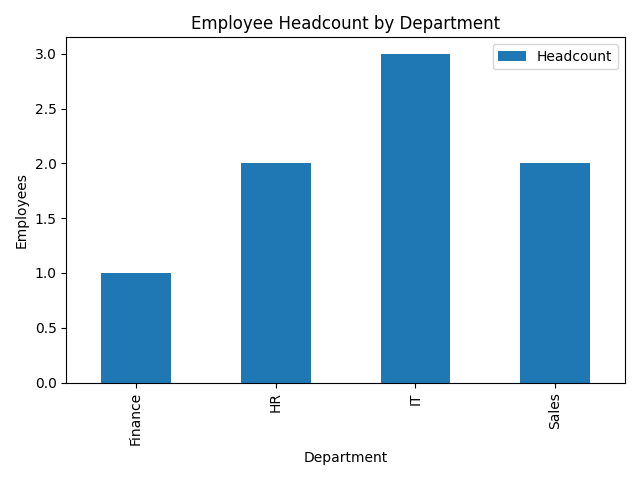 Employee Headcount by Department
Headcount
Employees
3.0
2.5
2.0
1.5
1.0
0.5
0.0
Finance
HR
IT
Sales
Department